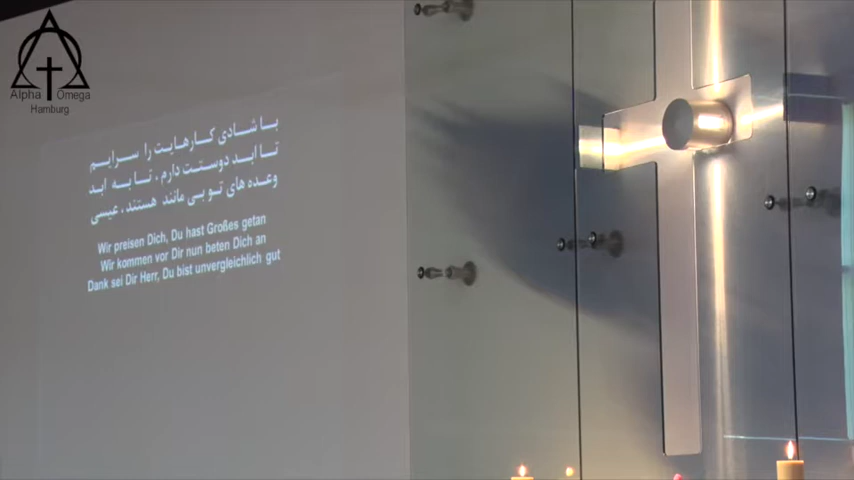 Alpha Omega
Hamburg
با شادی کارهایت را سراییم
تا ابد دوستت دارم ، تا به ابد
وعده های تو بی مانند هستند ، عیسی
Wir preisen Dich, Du hast Großes getan
Wir kommen vor Dir nun beten Dich an
Dank sei Dir Herr, Du bist unvergleichlich gut